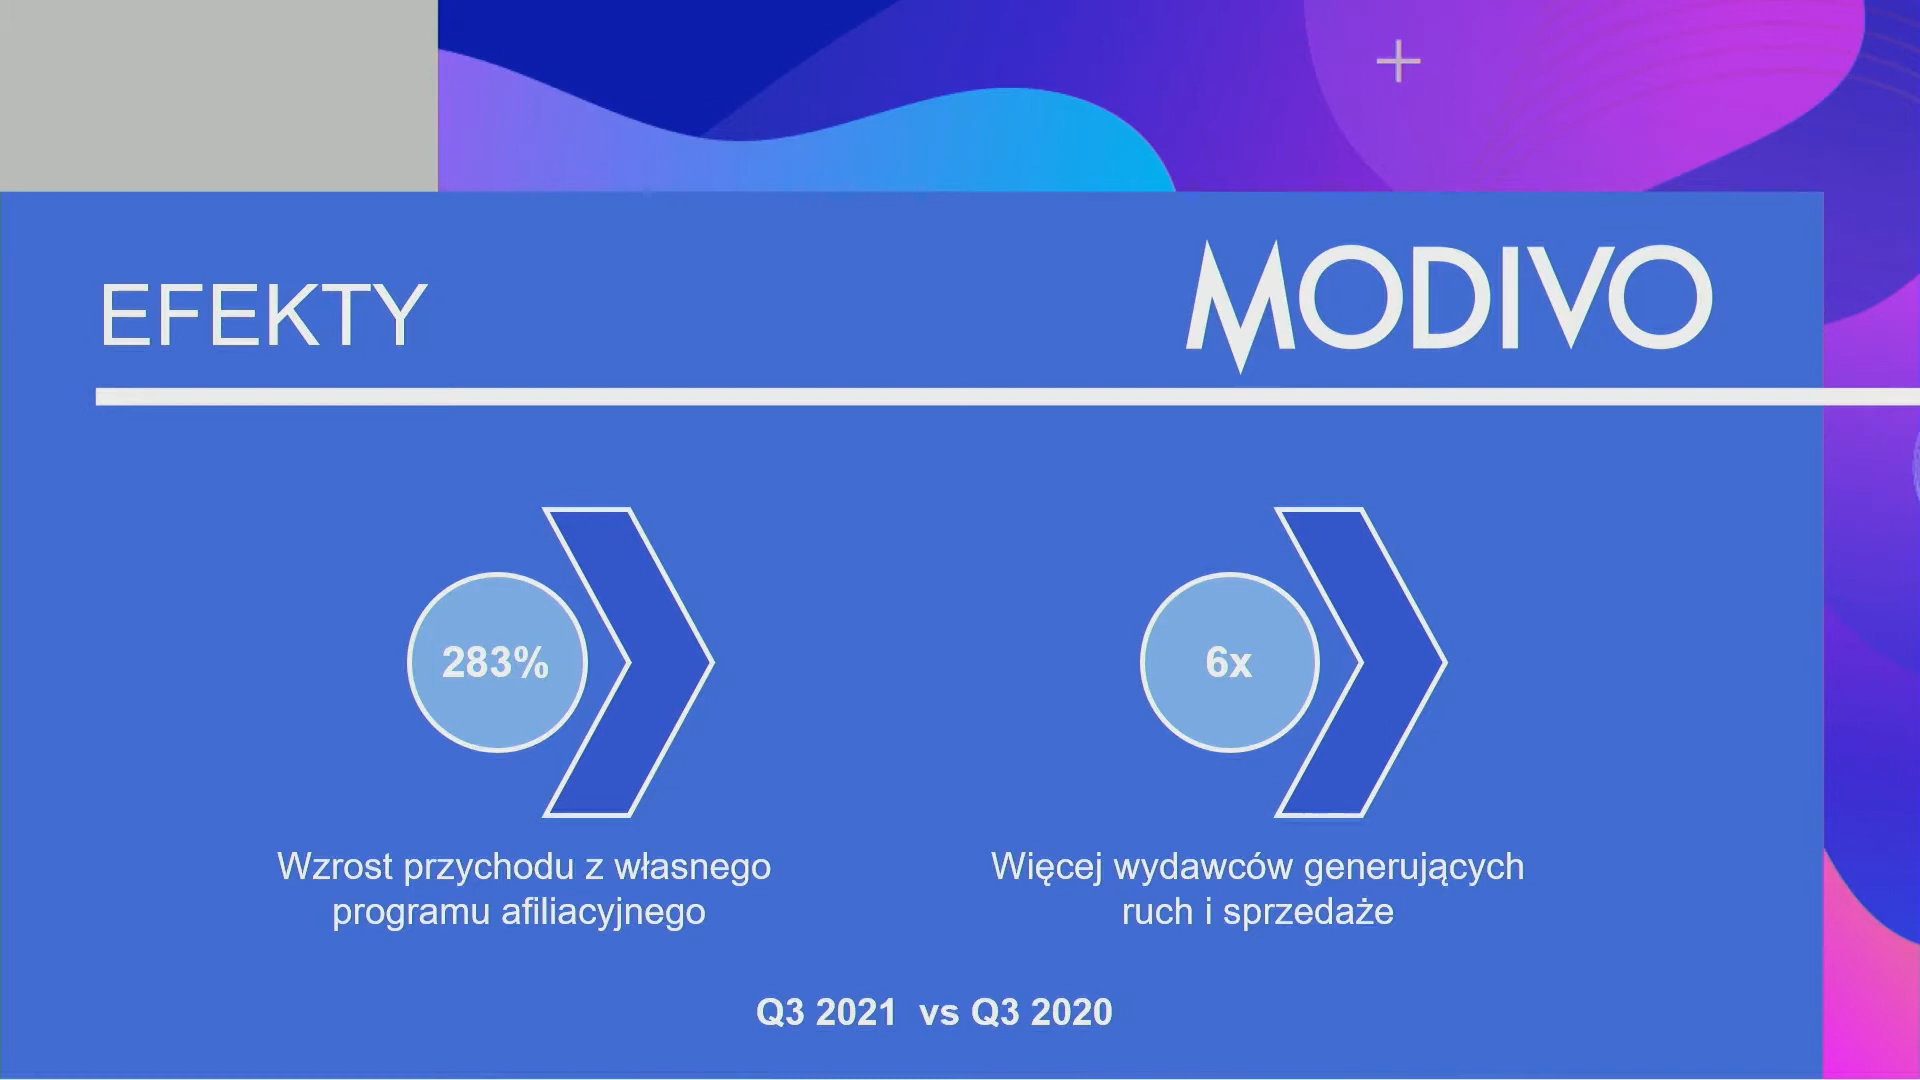 EFEKTY
MODIVO
283%
6x
Wzrost przychodu z własnego
programu afiliacyjnego
Więcej wydawców generujących
ruch i sprzedaże
Q3 2021 vs Q3 2020